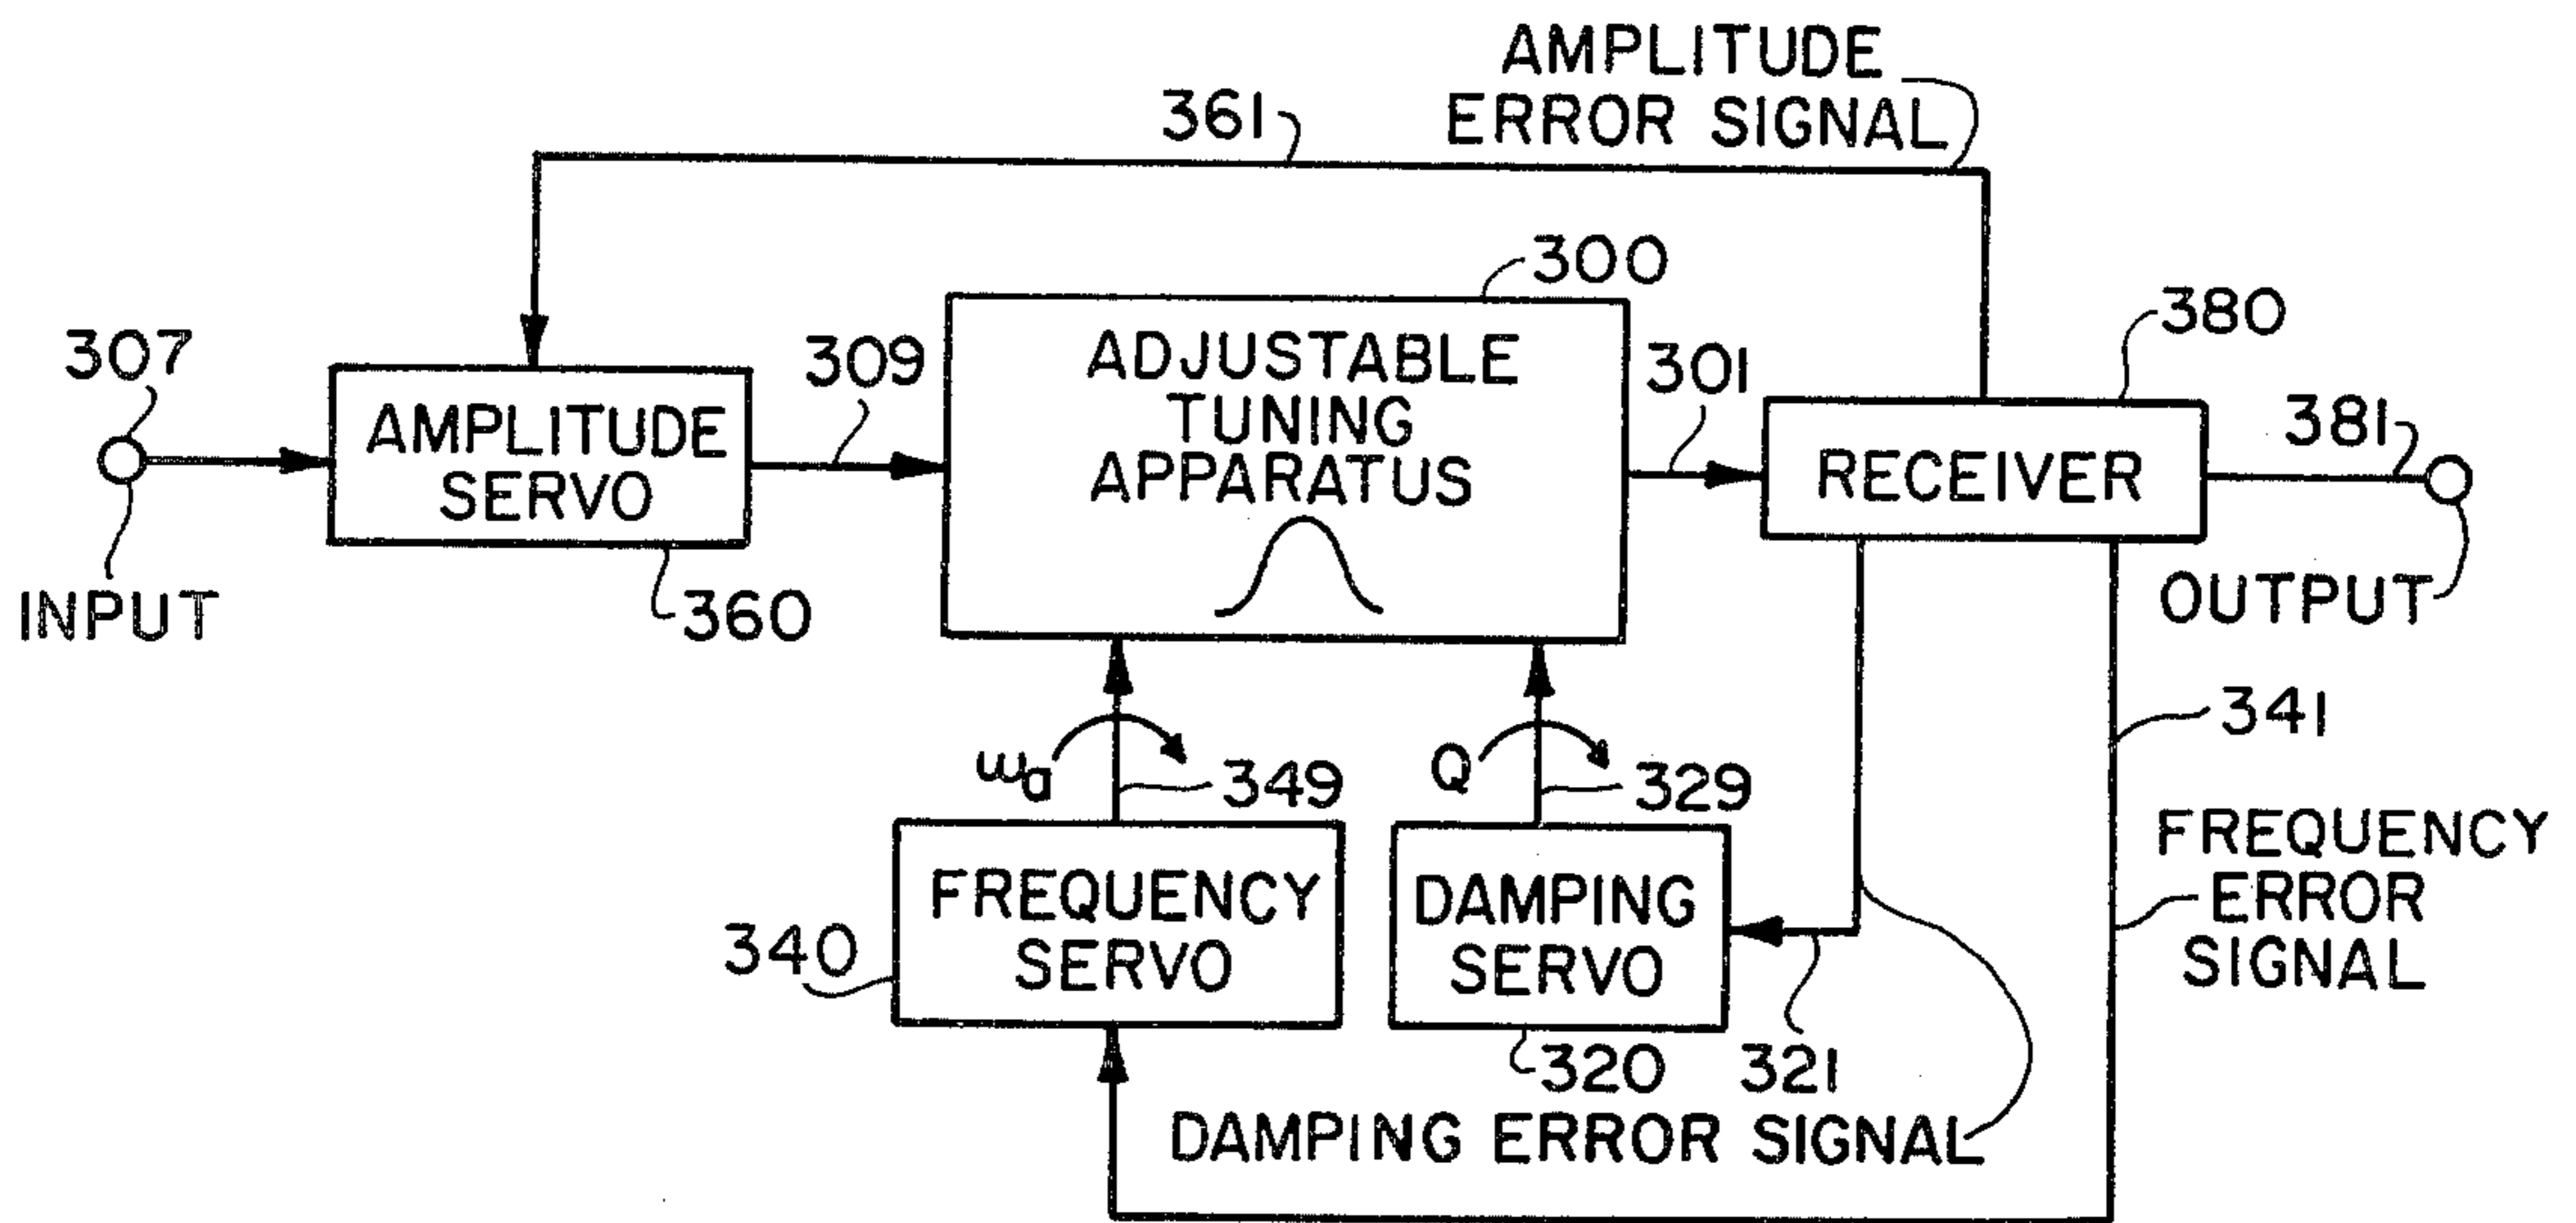 AMPLITUDE
ERROR SIGNAL
361
300
380
307
309
301
381
ADJUSTABLE
TUNING
APPARATUS
AMPLITUDE
SERVO
RECEIVER
INPUT
360
OUTPUT
341
ωa
349
Q
329
FREQUENCY
ERROR
SIGNAL
FREQUENCY
SERVO
DAMPING
SERVO
340
320
321
DAMPING ERROR SIGNAL